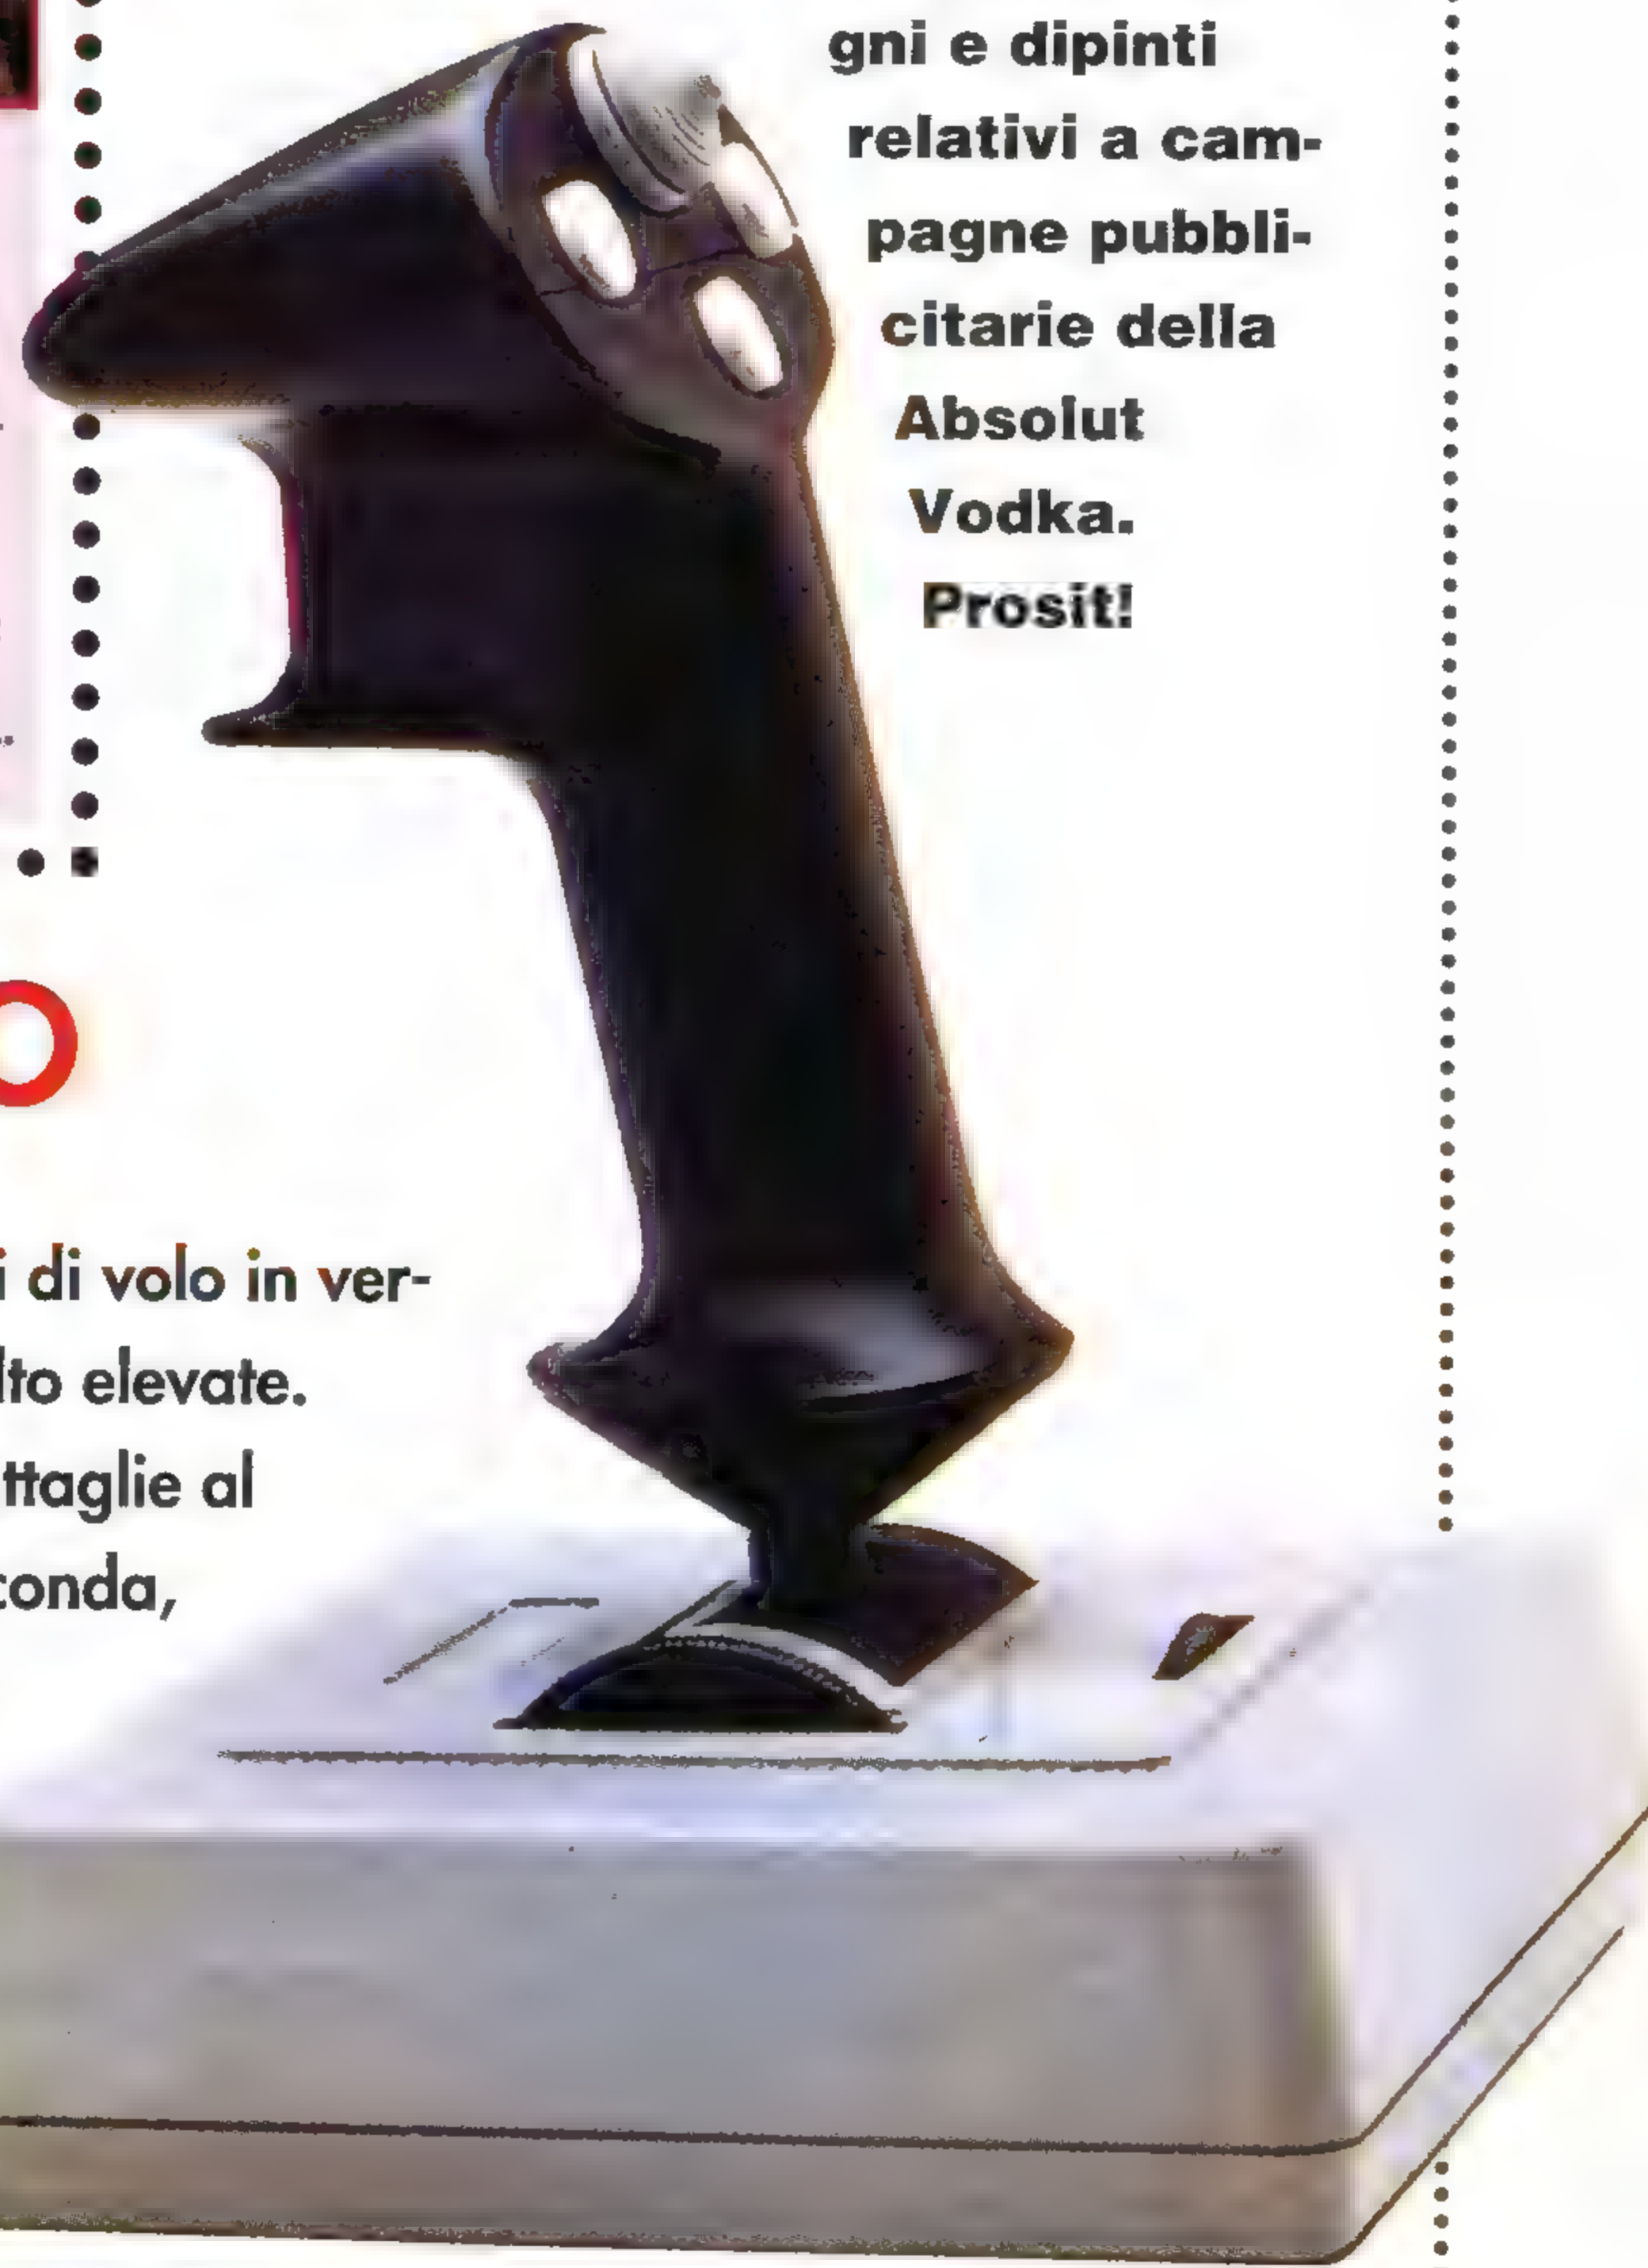 gni e dipinti
relativi a cam-
pagne pubbli-
citarie della
Absolut
Vodka.
Prosit!
O
i di volo in ver-
lto elevate.
ttaglie al
conda,